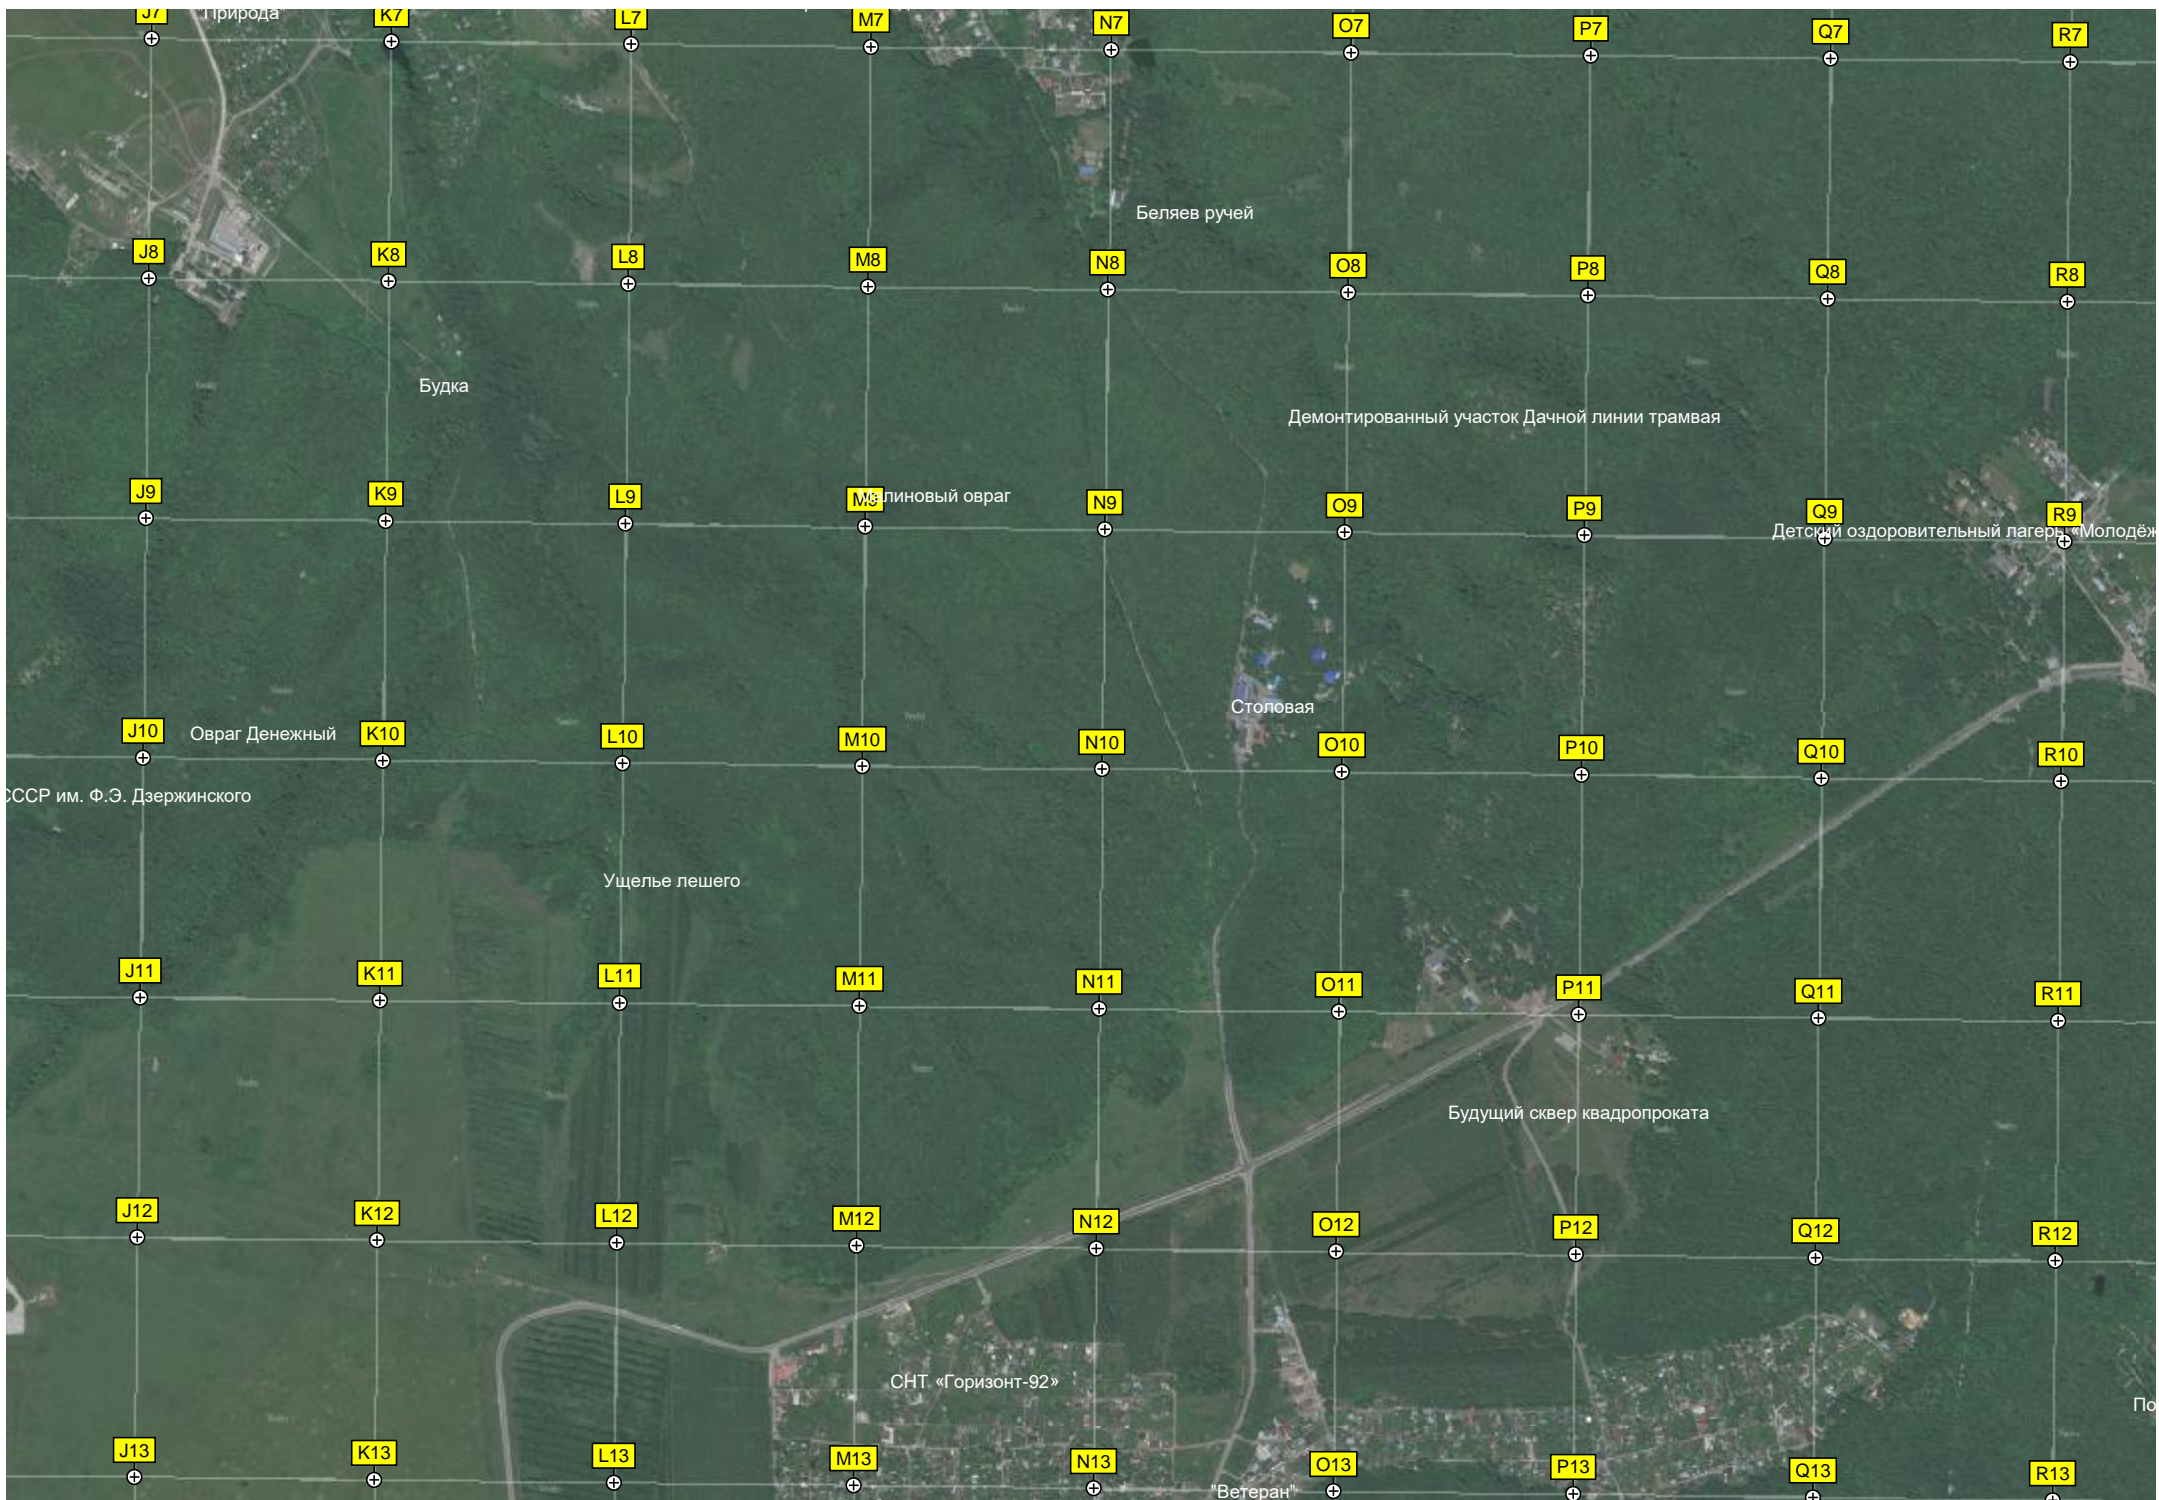 "Природа"
J7 K7 L7 M7 N7 O7 P7 Q7 R7
Беляев ручей
J8 K8 L8 M8 N8 O8 P8 Q8 R8
Будка
Демонтированный участок Дачной линии трамвая
J9 K9 L9 M9 Малиновый овраг N9 O9 P9 Q9 R9
Детский оздоровительный лагерь «Молодёж
Столовая
J10 Овраг Денежный K10 L10 M10 N10 O10 P10 Q10 R10
СССР им. Ф.Э. Дзержинского
Ущелье лешего
J11 K11 L11 M11 N11 O11 P11 Q11 R11
Будущий сквер квадропроката
J12 K12 L12 M12 N12 O12 P12 Q12 R12
СНТ «Горизонт-92»
По
J13 K13 L13 M13 N13 O13 P13 Q13 R13
"Ветеран"